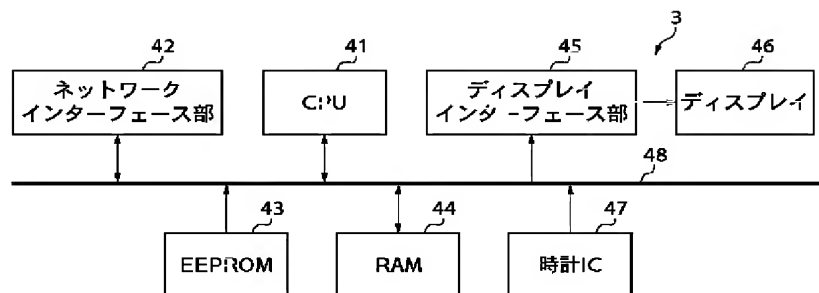 42
41
45
3
46
ネットワーク
インターフェース部
CPU
ディスプレイ
インターフェース部
ディスプレイ
48
43
44
47
EEPROM
RAM
時計IC